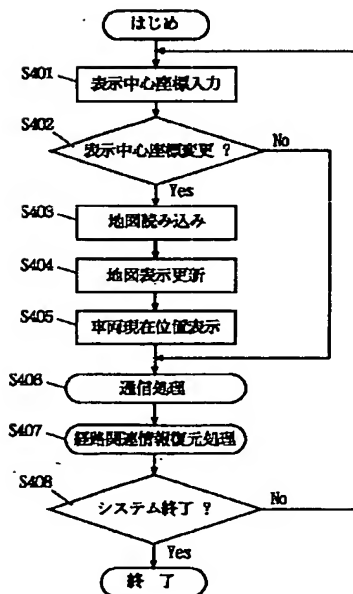 はじめ
S401
表示中心座標入力
S402
表示中心座標変更 ?
No
Yes
S403
地図読み込み
S404
地図表示更新
S405
車両現在位置表示
S406
通信処理
S407
経路関連情報復元処理
S408
システム終了 ?
No
Yes
終 了